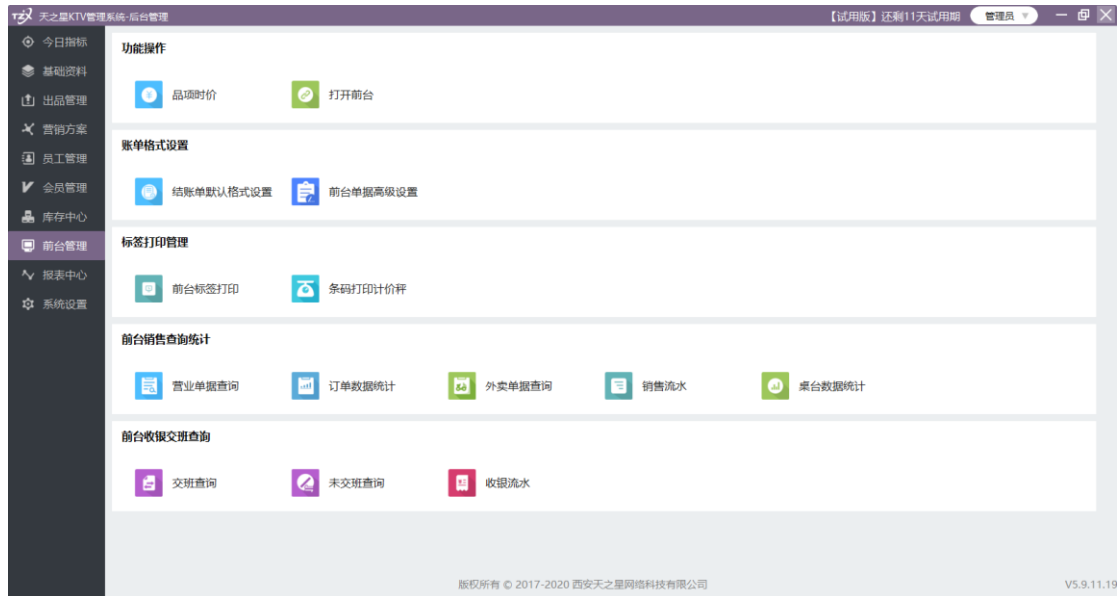 TZX 天之星KTV管理系统-后台管理 【试用版】还剩11天试用期 管理员
今日指标
基础资料
出品管理
营销方案
员工管理
会员管理
库存中心
前台管理
报表中心
系统设置
功能操作
品项时价 打开前台
账单格式设置
结账单默认格式设置 前台单据高级设置
标签打印管理
前台标签打印 条码打印计价秤
前台销售查询统计
营业单据查询 订单数据统计 外卖单据查询 销售流水 桌台数据统计
前台收银交班查询
交班查询 未交班查询 收银流水
版权所有 © 2017-2020 西安天之星网络科技有限公司 V5.9.11.19